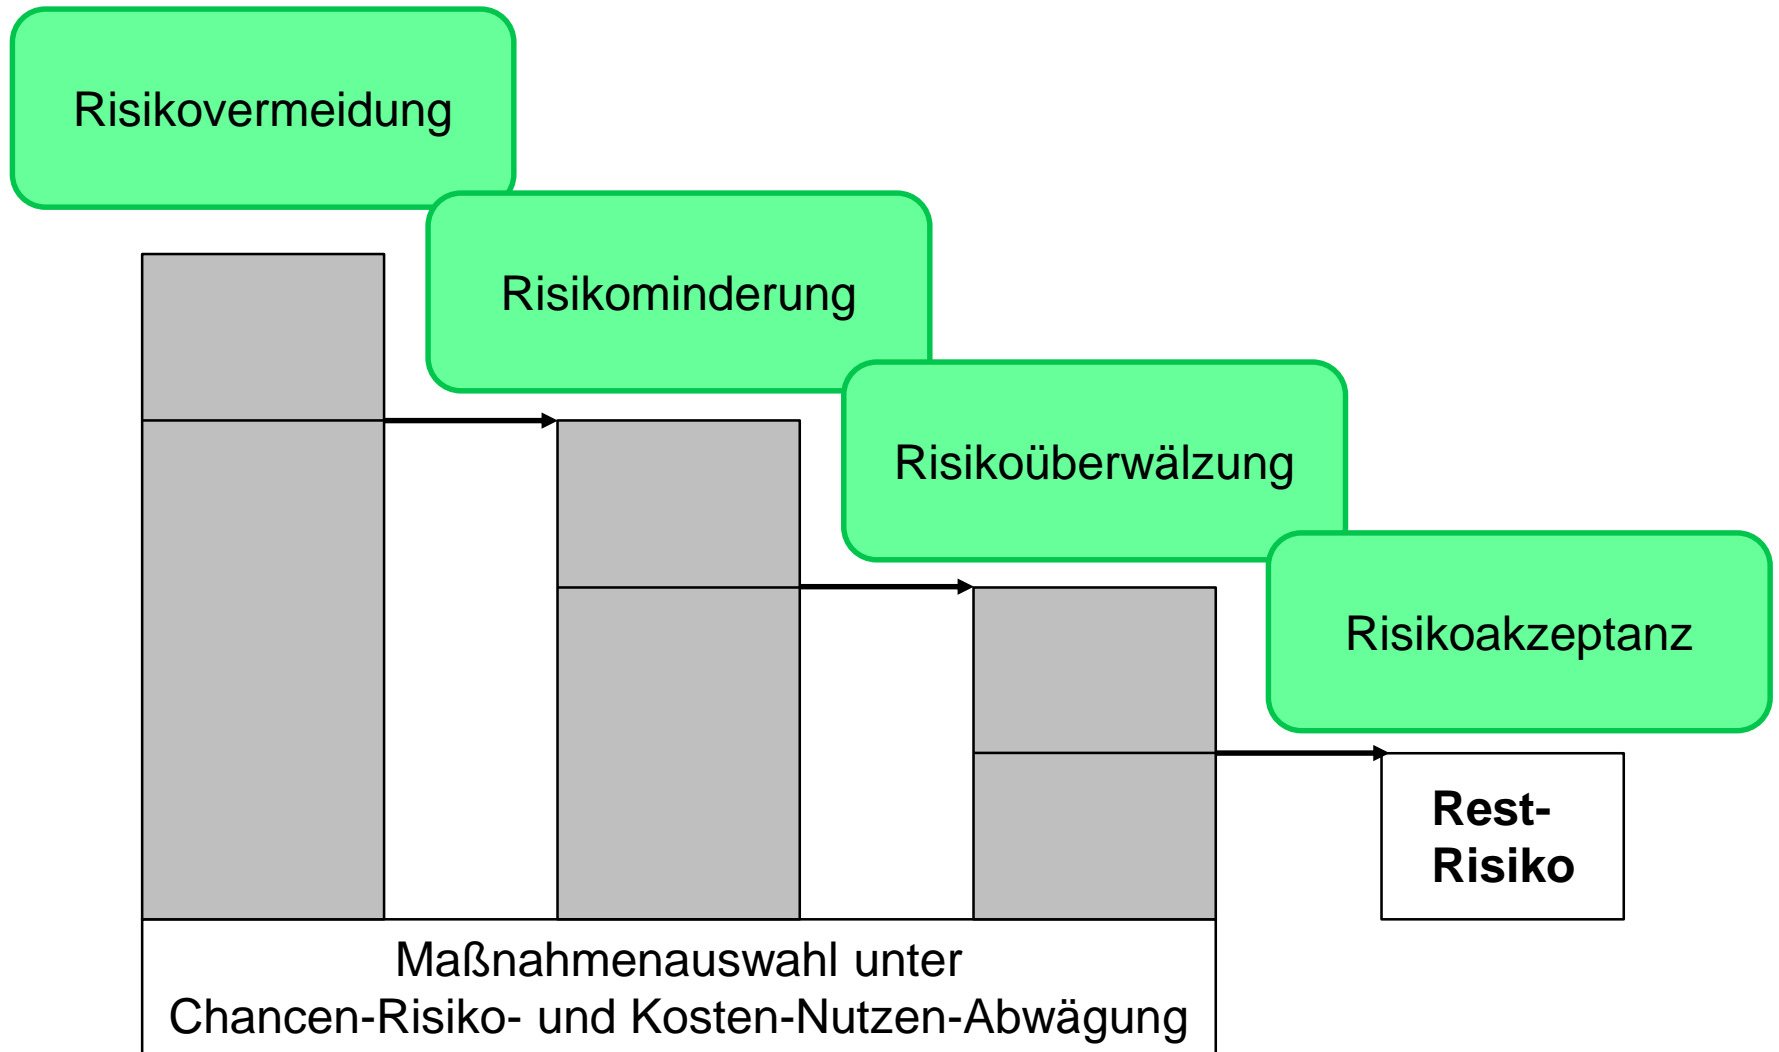 Risikovermeidung
Risikominderung
Risikoüberwälzung
Risikoakzeptanz
Rest-
Risiko
Maßnahmenauswahl unter
Chancen-Risiko- und Kosten-Nutzen-Abwägung